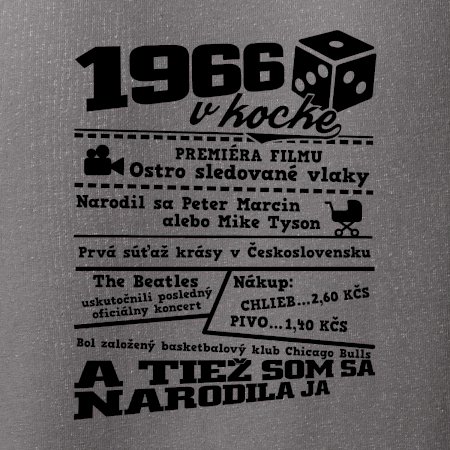 1966
v kocke
PREMIÉRA FILMU
Ostro sledované vlaky
Narodil sa Peter Marcin
alebo Mike Tyson
Prvá súťaž krásy v Československu
The Beatles
uskutočnili posledný
oficiálny koncert
Nákup:
CHLIEB...2,60 KČS
PIVO...1,40 KČS
Bol založený basketbalový klub Chicago Bulls
A TIEŽ SOM SA
NARODILA JA